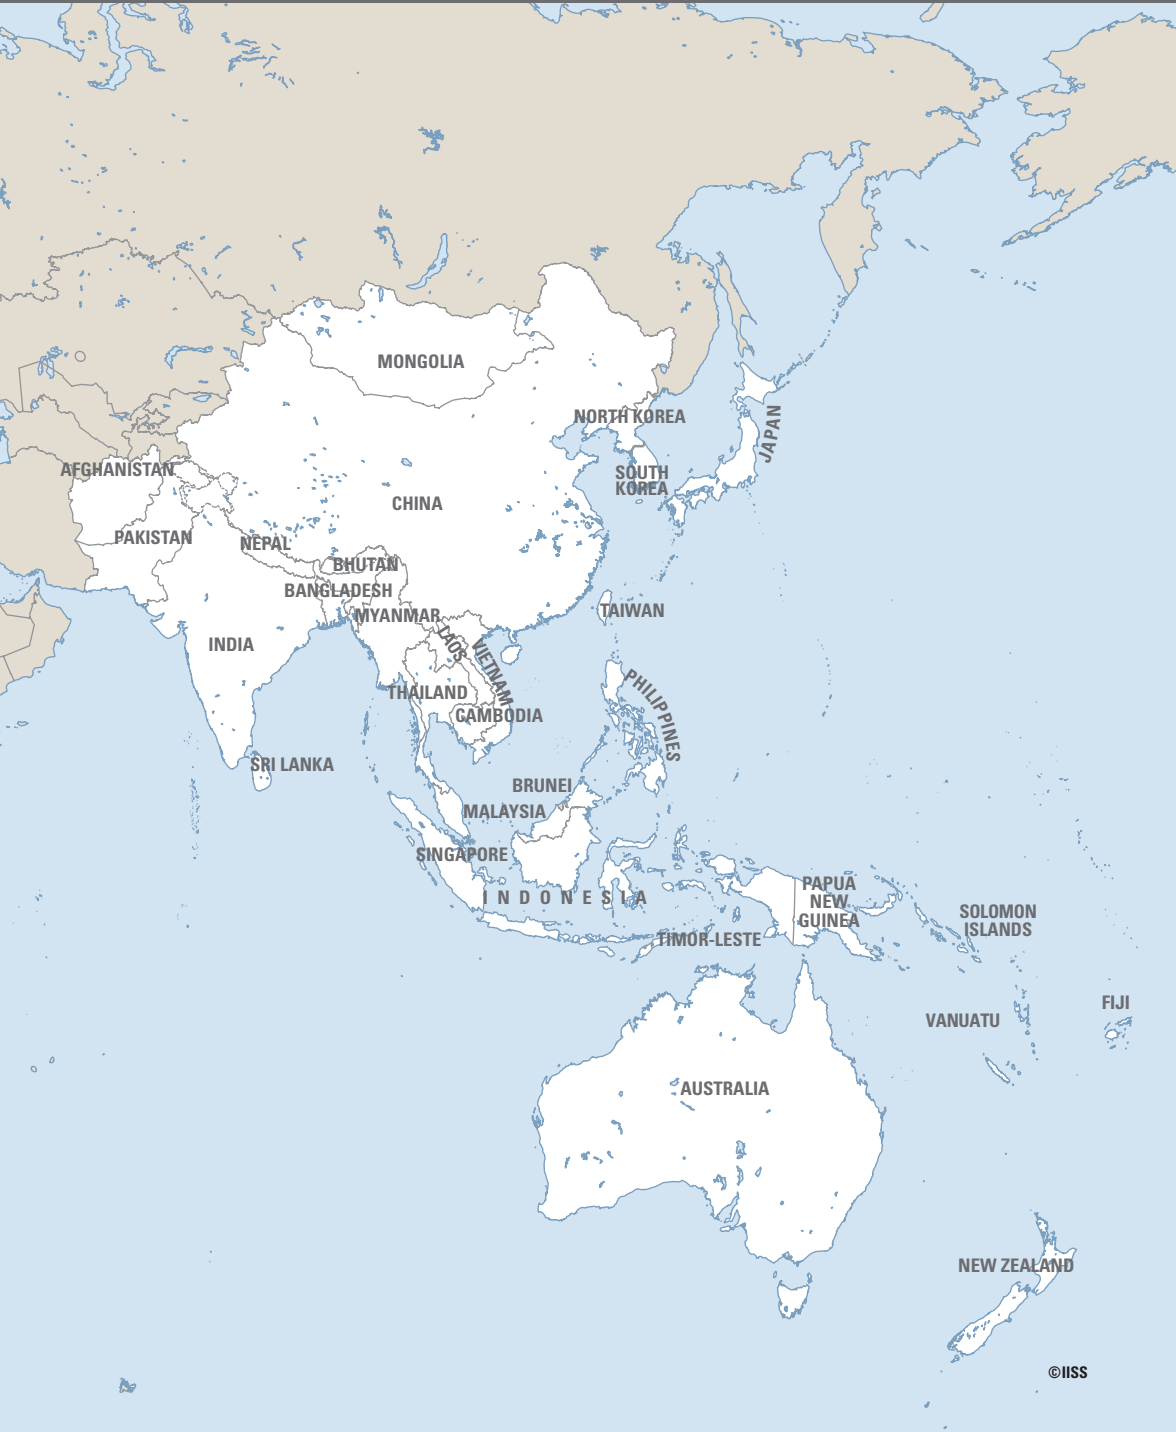 MONGOLIA
NORTH KOREA
JAPAN
AFGHANISTAN
SOUTH
KOREA
CHINA
PAKISTAN
NEPAL
BHUTAN
BANGLADESH
MYANMAR
TAIWAN
INDIA
LAOS
VIETNAM
THAILAND
PHILIPPINES
CAMBODIA
SRI LANKA
BRUNEI
MALAYSIA
SINGAPORE
INDONESIA
PAPUA
NEW
GUINEA
SOLOMON
ISLANDS
TIMOR-LESTE
FIJI
VANUATU
AUSTRALIA
NEW ZEALAND
©IISS